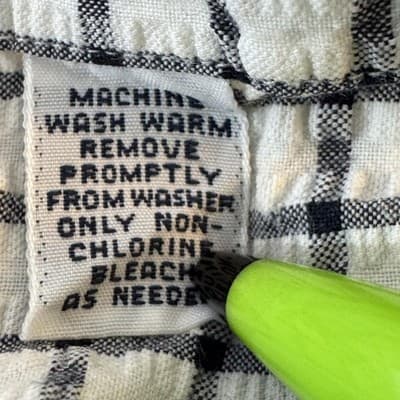 MACHINE
WASH WARM
REMOVE
PROMPTLY
FROM WASHER
ONLY NON-
CHLORINE
BLEACH
AS NEEDED